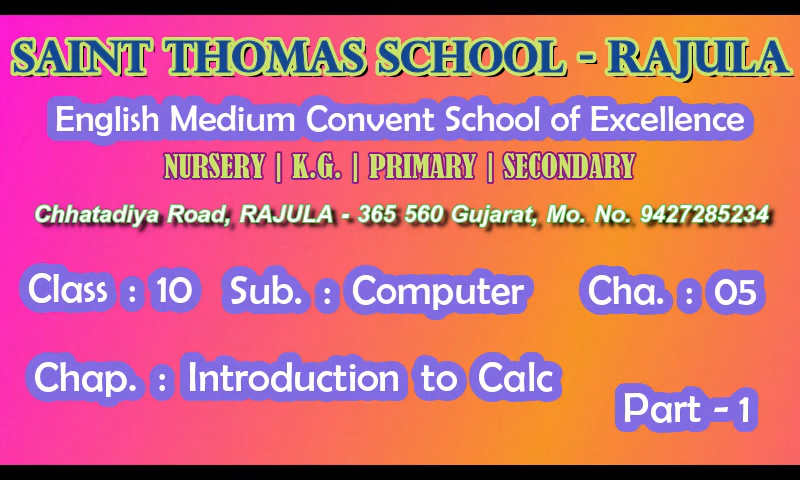 SAINT THOMAS SCHOOL - RAJULA
English Medium Convent School of Excellence
NURSERY | K.G. | PRIMARY | SECONDARY
Chhatadiya Road, RAJULA - 365 560 Gujarat, Mo. No. 9427285234
Class : 10 Sub. : Computer Cha. : 05
Chap. : Introduction to Calc
Part - 1